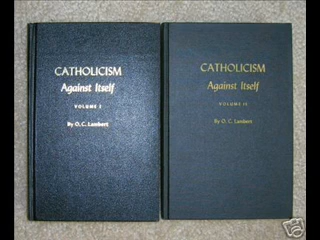 CATHOLICISM
Against Itself
VOLUME I
By O. C. Lambert
CATHOLICISM
Against Itself
VOLUME II
By O. C. Lambert